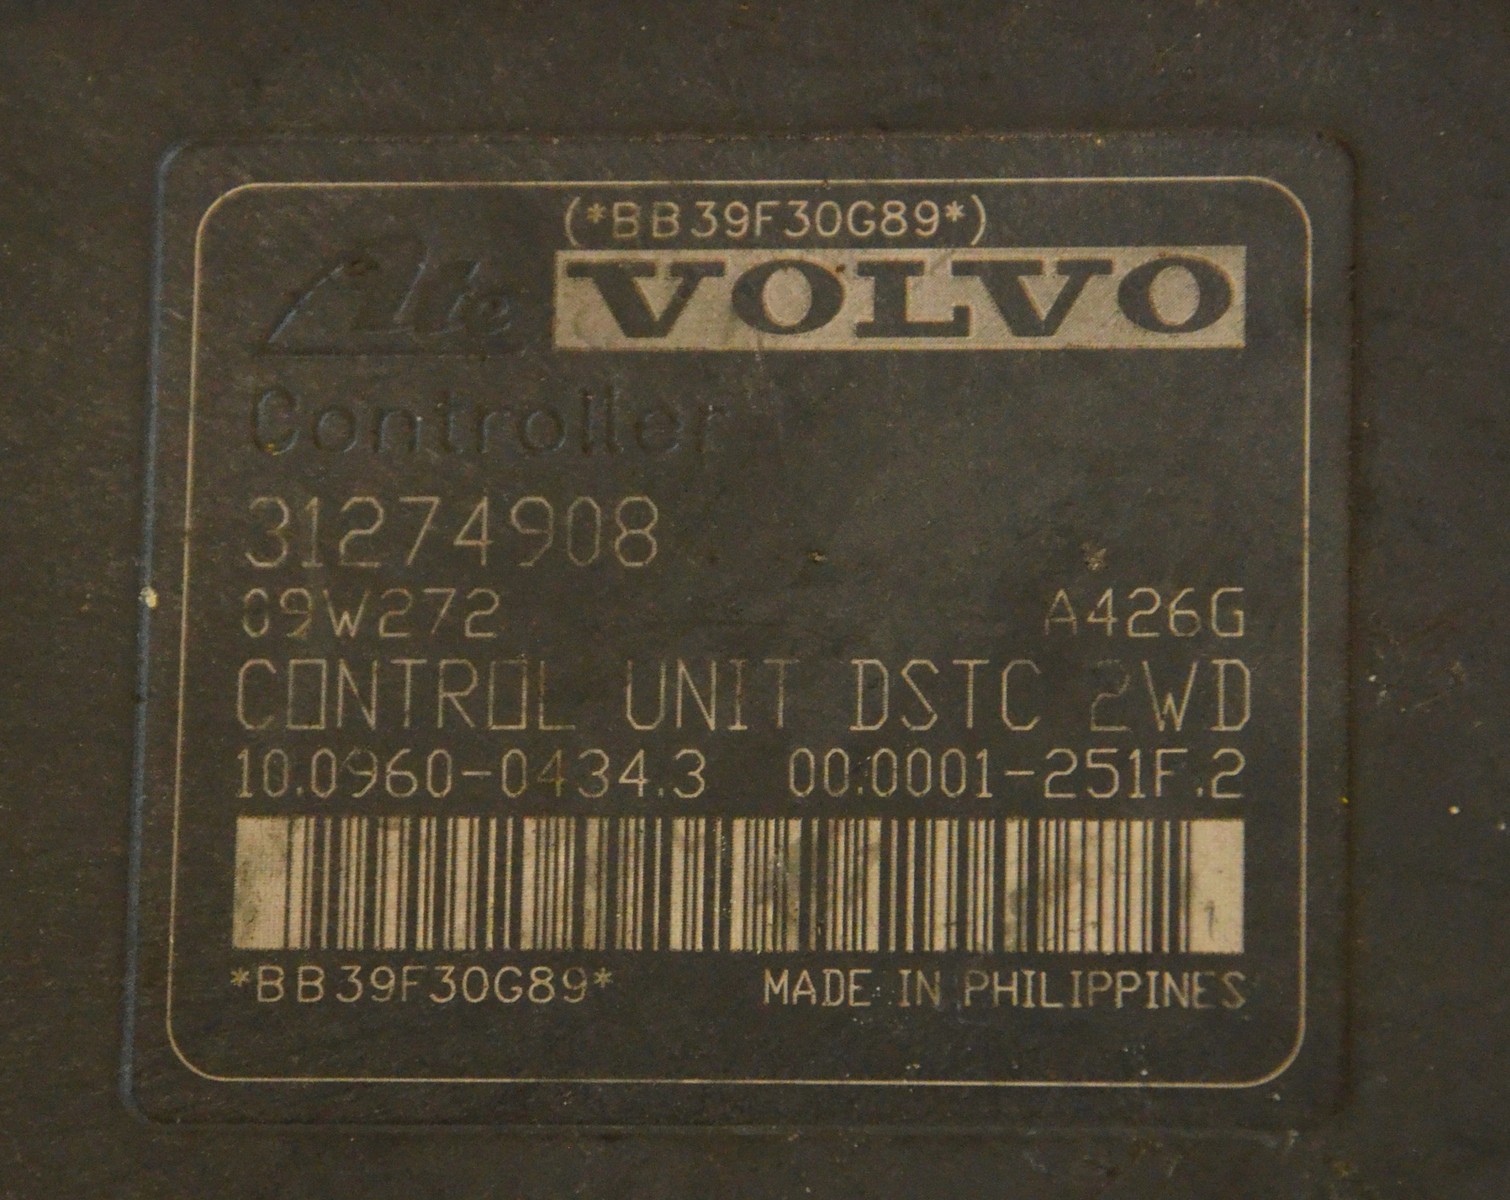 (*BB39F30G89*)
Ate VOLVO
Controller
31274908
09W272 A426G
CONTROL UNIT DSTC 2WD
10.0960-0434.3 00.0001-251F.2
*BB39F30G89* MADE IN PHILIPPINES